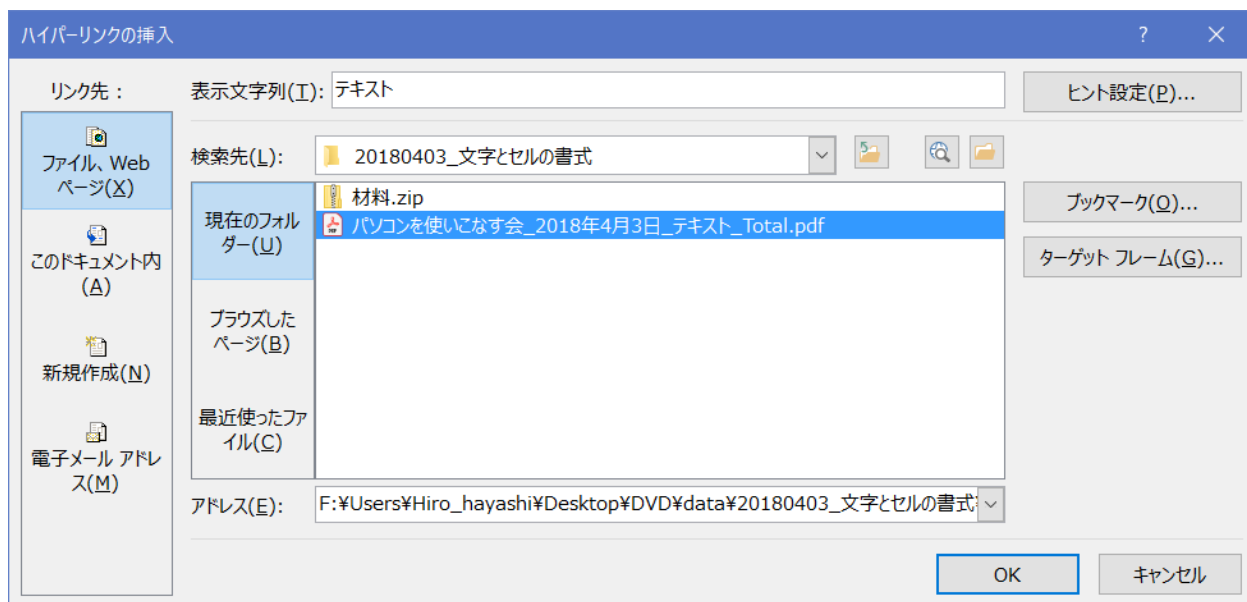 ハイパーリンクの挿入
?
リンク先：
表示文字列(T): テキスト
ヒント設定(P)...
ファイル、Web
ページ(X)
このドキュメント内
(A)
新規作成(N)
電子メール アドレ
ス(M)
検索先(L): 20180403_文字とセルの書式
現在のフォル
ダー(U)
ブラウズした
ページ(B)
最近使ったファ
イル(C)
材料.zip
パソコンを使いこなす会_2018年4月3日_テキスト_Total.pdf
ブックマーク(O)...
ターゲット フレーム(G)...
アドレス(E): F:¥Users¥Hiro_hayashi¥Desktop¥DVD¥data¥20180403_文字とセルの書式
OK
キャンセル